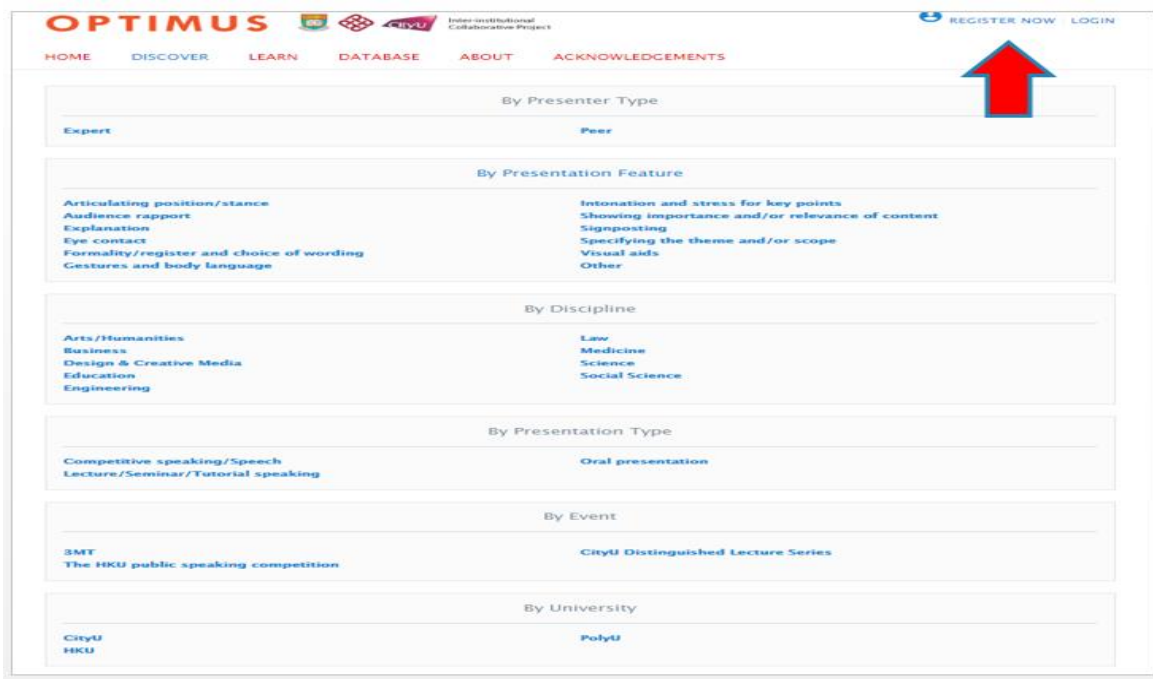 OPTIMUS CityU Inter-institutional
Collaborative Project
REGISTER NOW LOGIN
HOME DISCOVER LEARN DATABASE ABOUT ACKNOWLEDGEMENTS
By Presenter Type
Expert Peer
By Presentation Feature
Articulating position/stance Intonation and stress for key points
Audience rapport Showing importance and/or relevance of content
Explanation Signposting
Eye contact Specifying the theme and/or scope
Formality/register and choice of wording Visual aids
Gestures and body language Other
By Discipline
Arts/Humanities Law
Business Medicine
Design & Creative Media Science
Education Social Science
Engineering
By Presentation Type
Competitive speaking/Speech Oral presentation
Lecture/Seminar/Tutorial speaking
By Event
3MT CityU Distinguished Lecture Series
The HKU public speaking competition
By University
CityU PolyU
HKU